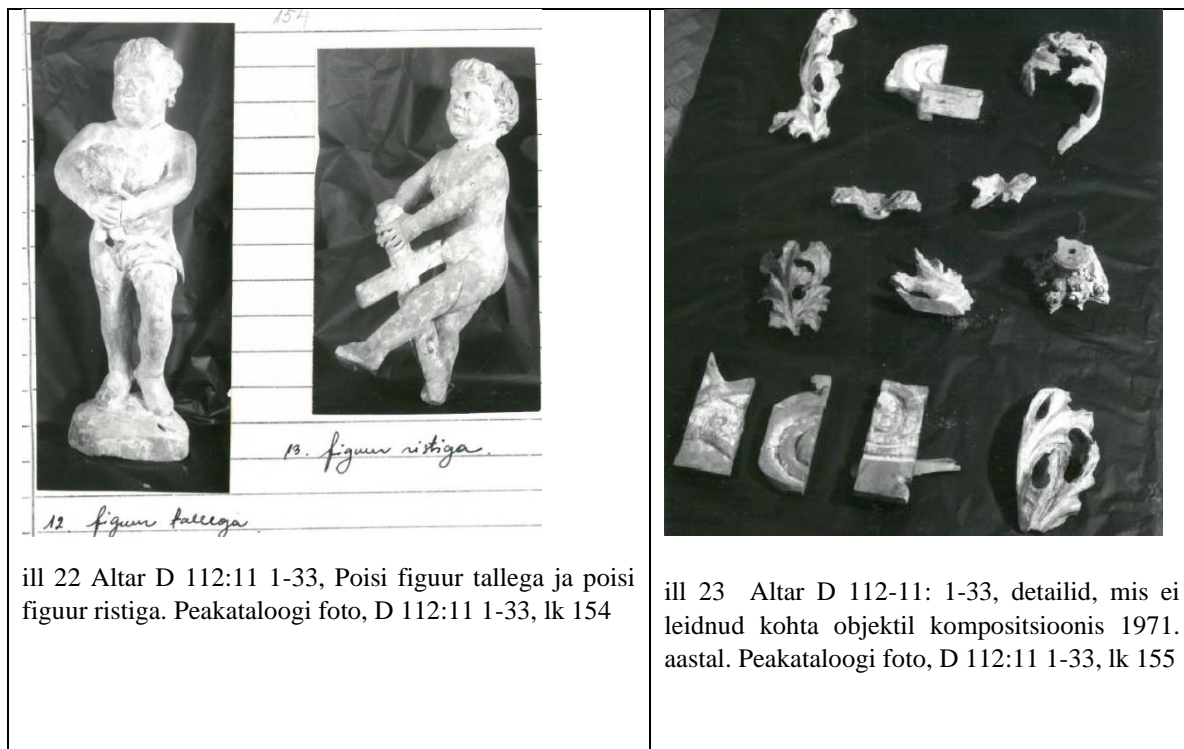 154
13. figuur ristiga.
12. figuur tallega
ill 22 Altar D 112:11 1-33, Poisi figuur tallega ja poisi
figuur ristiga. Peakataloogi foto, D 112:11 1-33, lk 154
ill 23 Altar D 112-11: 1-33, detailid, mis ei
leidnud kohta objektil kompositsioonis 1971.
aastal. Peakataloogi foto, D 112:11 1-33, lk 155